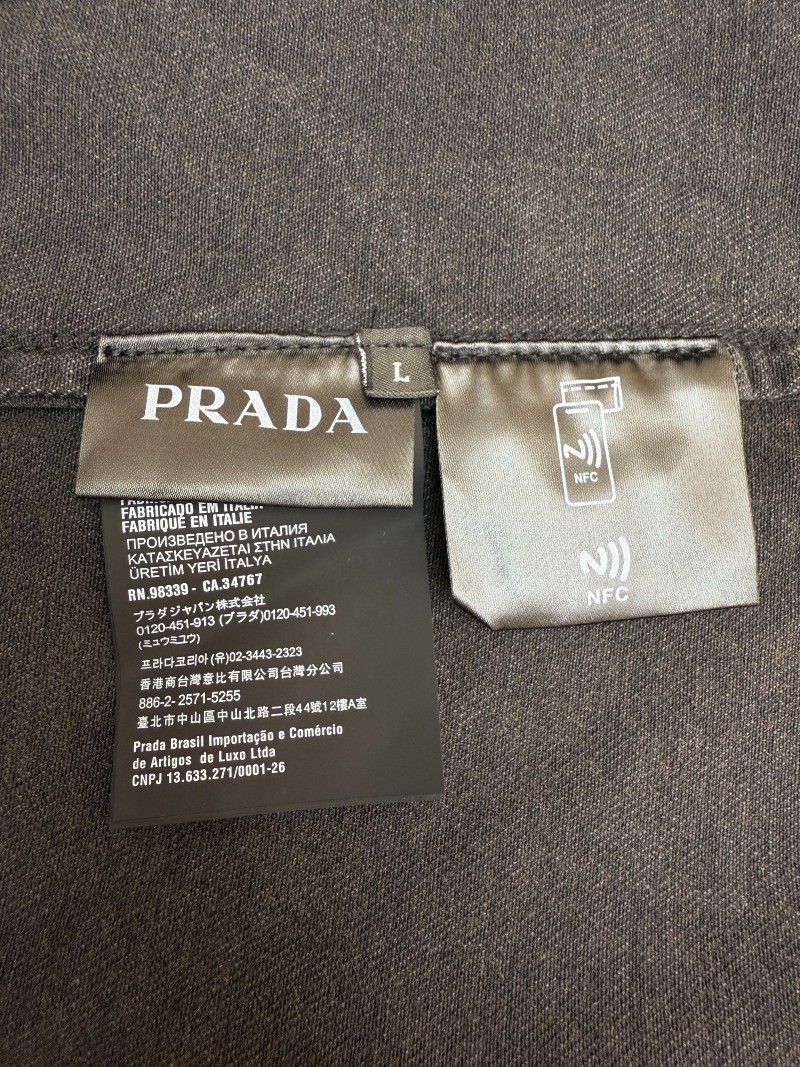 PRADA
L
FABRICADO EM ITALIA
FABRIQUÉ EN ITALIE
ПРОИЗВЕДЕНО В ИТАЛИЯ
ΚΑΤΑΣΚΕΥΑΖΕΤΑΙ ΣΤΗΝ ΙΤΑΛΙΑ
ÜRETİM YERİ İTALYA
RN.98339 - CA.34767
プラダジャパン株式会社
0120-451-913 (プラダ)0120-451-993
(ミュウミュウ)
프라다코리아(유)02-3443-2323
香港商台灣意比有限公司台灣分公司
886-2- 2571-5255
臺北市中山區中山北路二段44號12樓A室
Prada Brasil Importação e Comércio
de Artigos de Luxo Ltda
CNPJ 13.633.271/0001-26
NFC
NFC